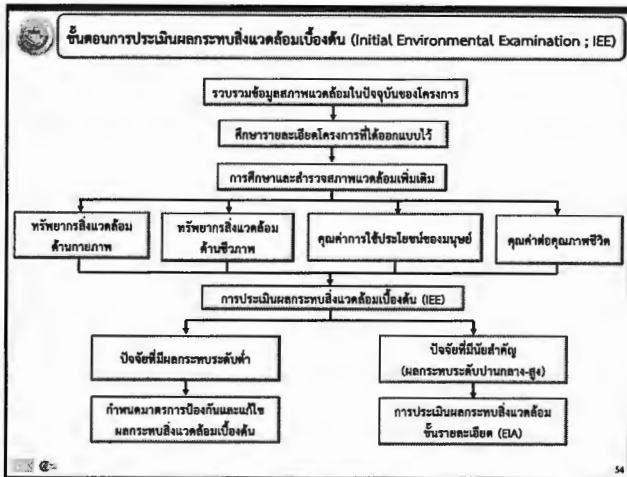 ขั้นตอนการประเมินผลกระทบสิ่งแวดล้อมเบื้องต้น (Initial Environmental Examination ; IEE)
รวบรวมข้อมูลสภาพแวดล้อมในปัจจุบันของโครงการ
ศึกษารายละเอียดโครงการที่ได้ออกแบบไว้
การศึกษาและสำรวจสภาพแวดล้อมเพิ่มเติม
ทรัพยากรสิ่งแวดล้อม
ด้านกายภาพ
ทรัพยากรสิ่งแวดล้อม
ด้านชีวภาพ
คุณค่าการใช้ประโยชน์ของมนุษย์
คุณค่าต่อคุณภาพชีวิต
การประเมินผลกระทบสิ่งแวดล้อมเบื้องต้น (IEE)
ปัจจัยที่มีผลกระทบระดับต่ำ
ปัจจัยที่มีนัยสำคัญ
(ผลกระทบระดับปานกลาง-สูง)
กำหนดมาตรการป้องกันและแก้ไข
ผลกระทบสิ่งแวดล้อมเบื้องต้น
การประเมินผลกระทบสิ่งแวดล้อม
ขั้นรายละเอียด (EIA)
54